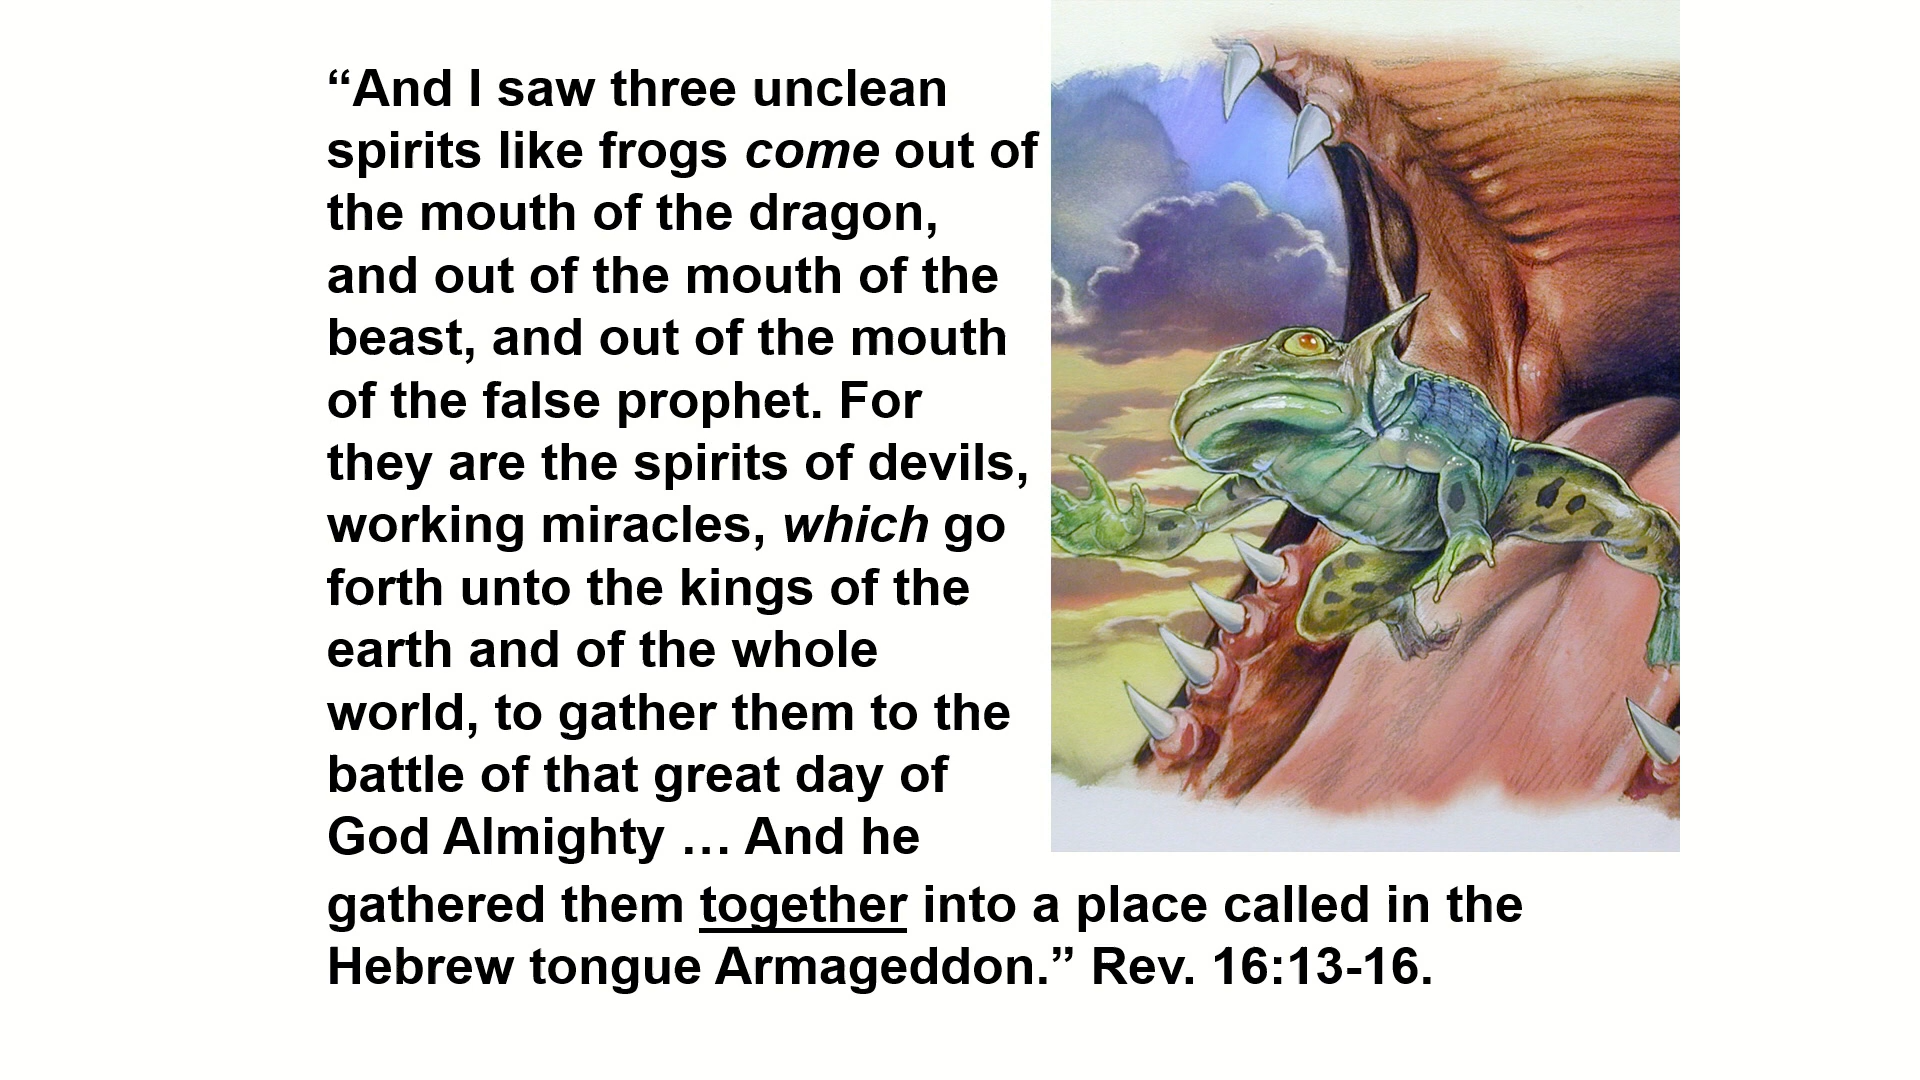 “And I saw three unclean
spirits like frogs come out of
the mouth of the dragon,
and out of the mouth of the
beast, and out of the mouth
of the false prophet. For
they are the spirits of devils,
working miracles, which go
forth unto the kings of the
earth and of the whole
world, to gather them to the
battle of that great day of
God Almighty … And he
gathered them together into a place called in the
Hebrew tongue Armageddon.” Rev. 16:13-16.